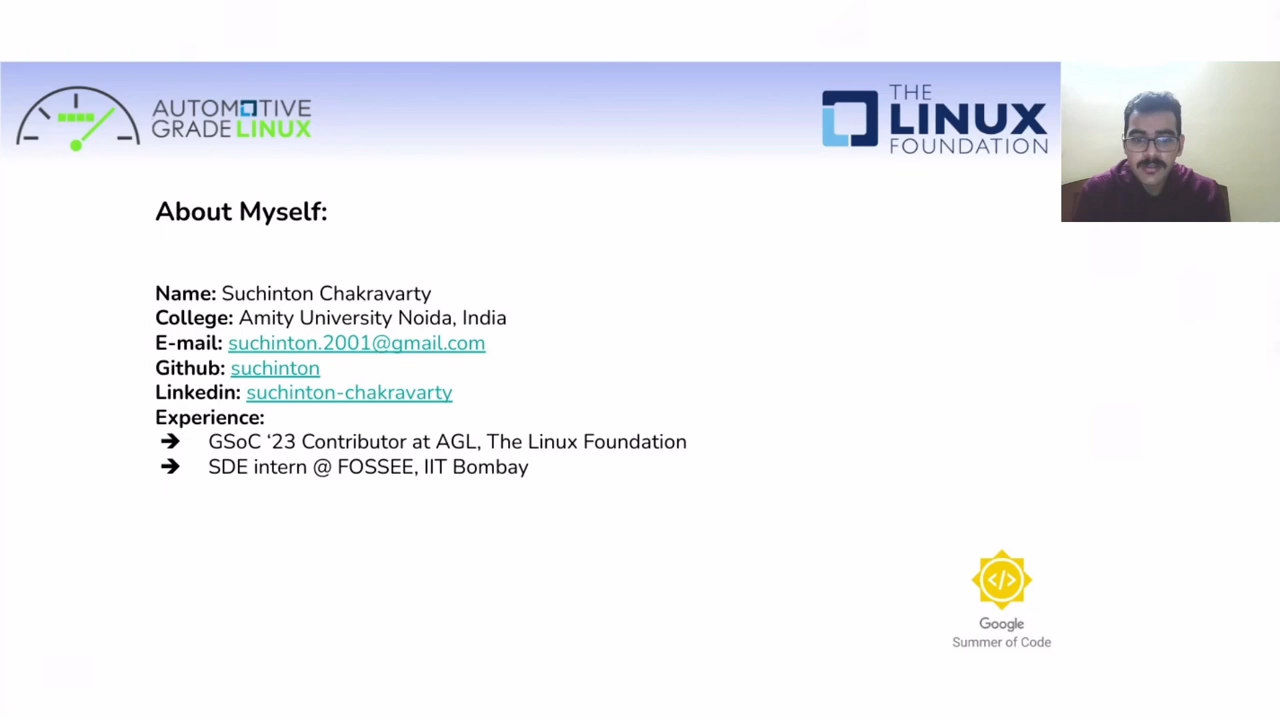 AUTOMOTIVE
GRADE LINUX
THE
LINUX
FOUNDATION
About Myself:
Name: Suchinton Chakravarty
College: Amity University Noida, India
E-mail: suchinton.2001@gmail.com
Github: suchinton
Linkedin: suchinton-chakravarty
Experience:
➔ GSoC ‘23 Contributor at AGL, The Linux Foundation
➔ SDE intern @ FOSSEE, IIT Bombay
</>
Google
Summer of Code